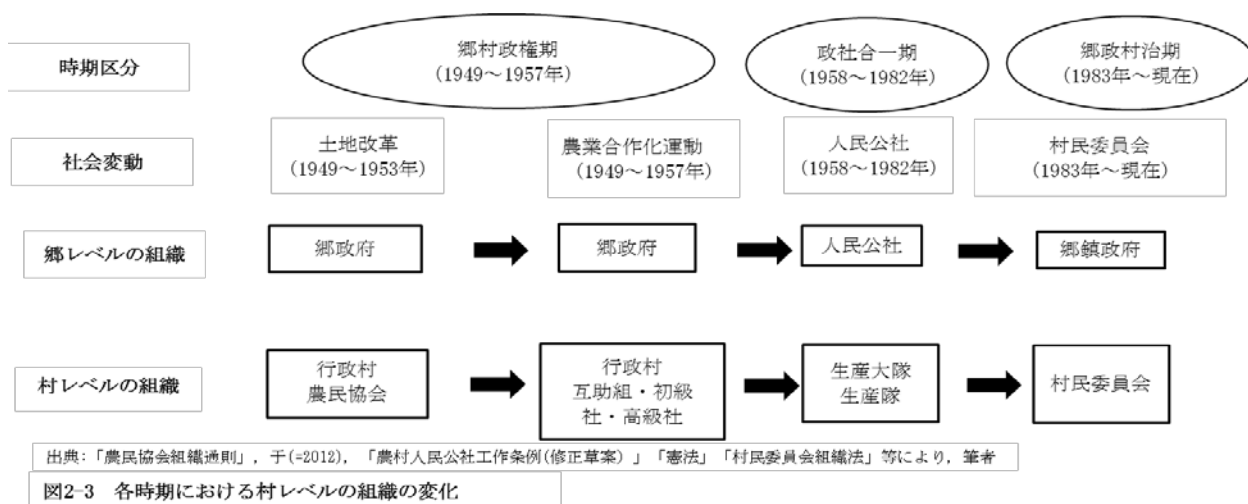 時期区分
郷村政権期
(1949～1957年)
政社合一期
(1958～1982年)
郷政村治期
(1983年～現在)
社会変動
土地改革
(1949～1953年)
農業合作化運動
(1949～1957年)
人民公社
(1958～1982年)
村民委員会
(1983年～現在)
郷レベルの組織
郷政府
郷政府
人民公社
郷鎮政府
村レベルの組織
行政村
農民協会
行政村
互助組・初級
社・高級社
生産大隊
生産隊
村民委員会
出典:「農民協会組織通則」, 于(=2012), 「農村人民公社工作条例(修正草案)」「憲法」「村民委員会組織法」等により, 筆者
図2-3 各時期における村レベルの組織の変化